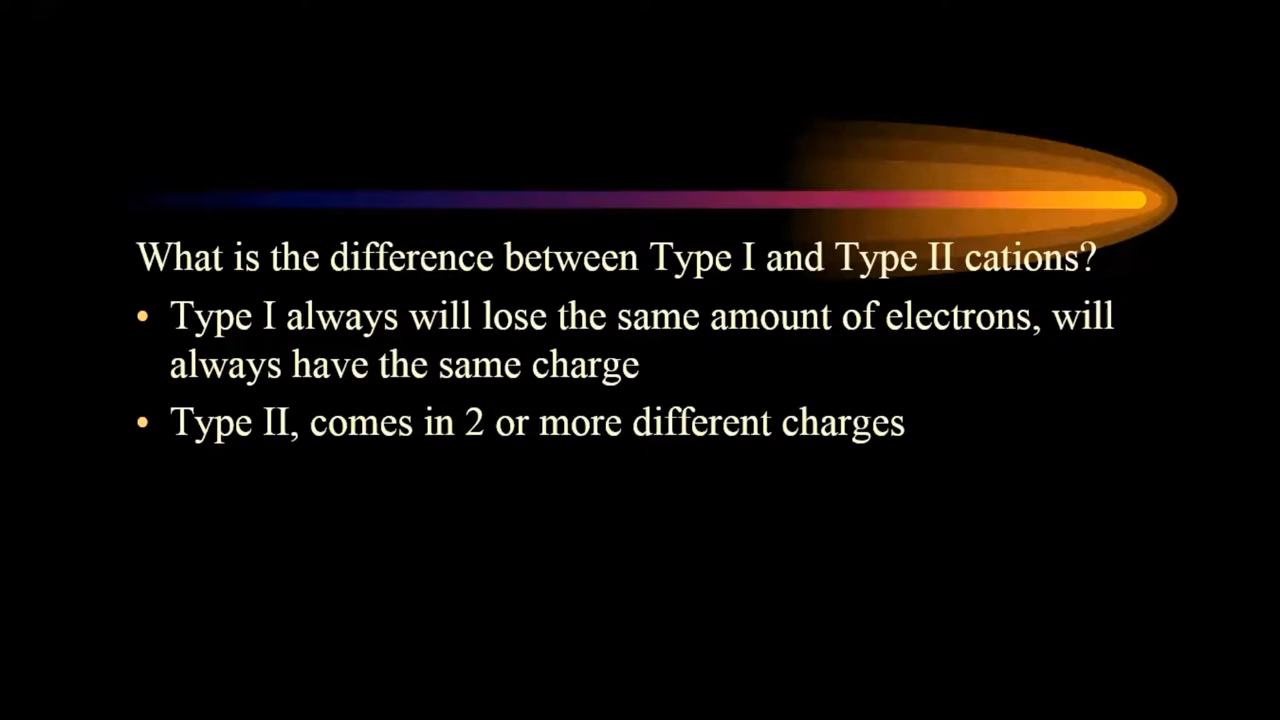 What is the difference between Type I and Type II cations?
• Type I always will lose the same amount of electrons, will
always have the same charge
• Type II, comes in 2 or more different charges